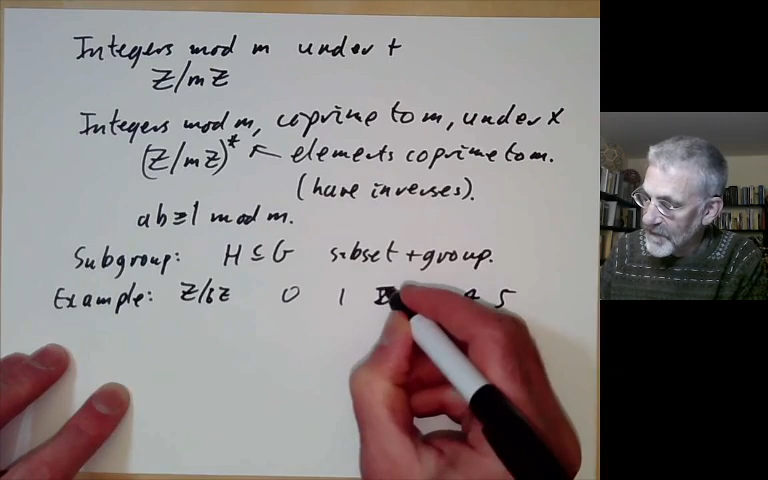 Integers mod m under +
Z/mZ
Integers mod m, coprime to m, under ×
(Z/mZ)* ← elements coprime to m.
(have inverses).
ab≡1 mod m.
Subgroup: H ⊆ G subset + group.
Example: Z/6Z 0 1 4 5